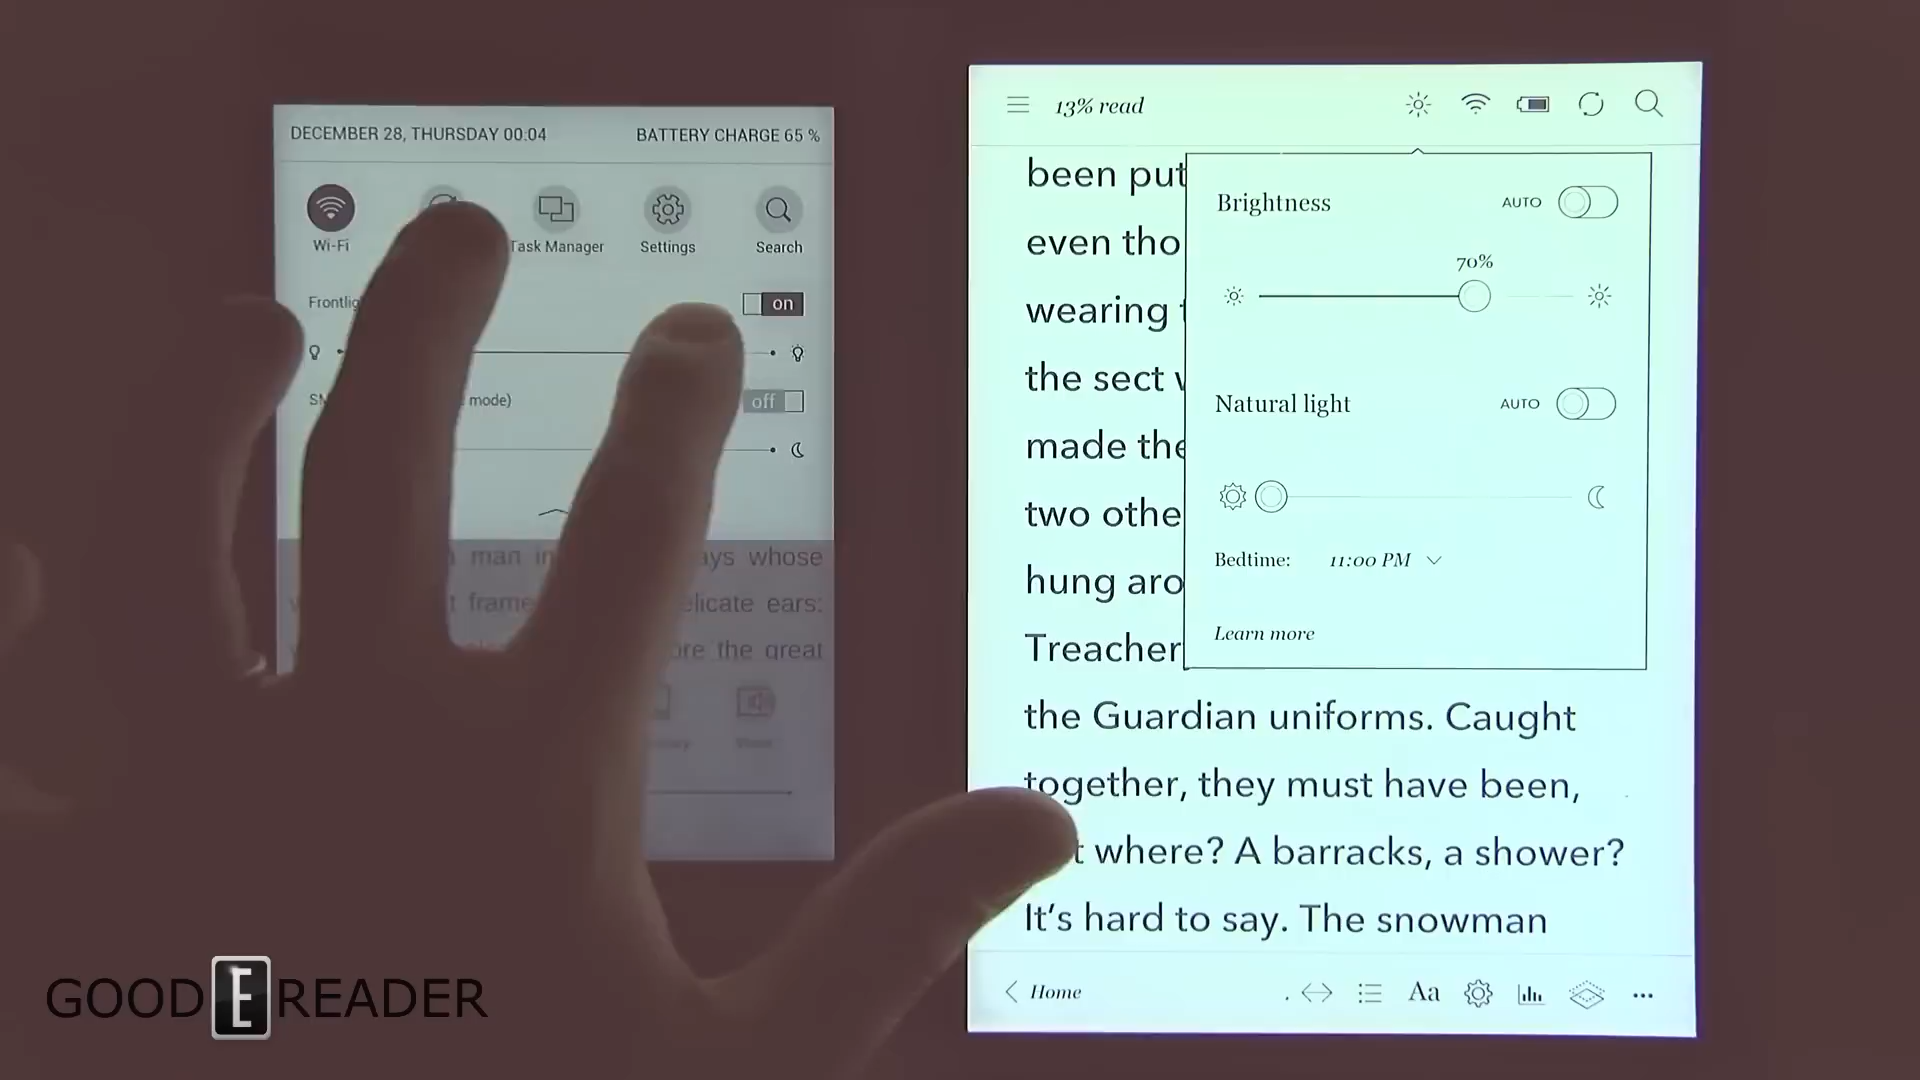 DECEMBER 28, THURSDAY 00:04
BATTERY CHARGE 65 %
Wi-Fi
Task Manager
Settings
Search
on
mode)
off
man
whose
frame
delicate ears:
the great
13% read
been put
even tho
wearing
the sect
made the
two othe
hung aro
Treacher
the Guardian uniforms. Caught
together, they must have been,
where? A barracks, a shower?
It's hard to say. The snowman
Brightness
AUTO
70%
Natural light
AUTO
Bedtime: 11:00 PM
Learn more
Home
Aa
GOOD E READER